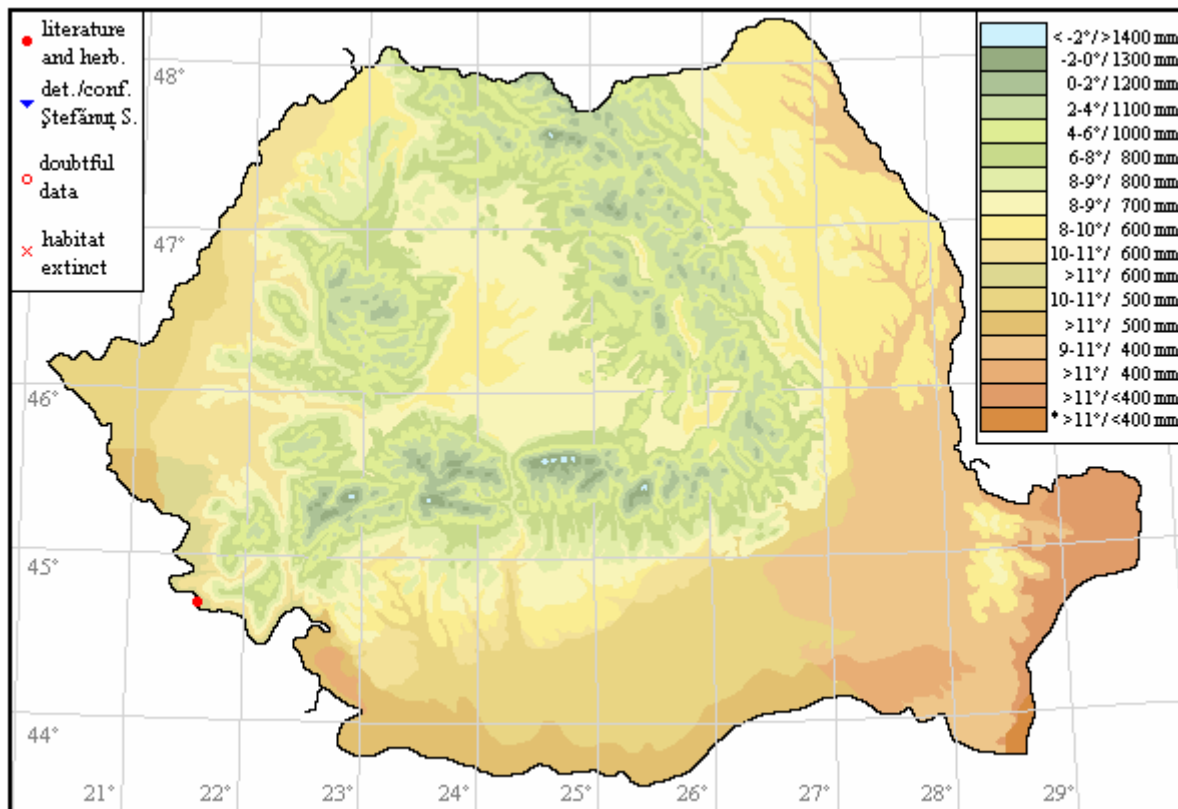 literature
and herb.
det./conf.
Ştefănuţ S.
doubtful
data
habitat
extinct
< -2°/>1400 mm
-2-0°/1300 mm
0-2°/1200 mm
2-4°/1100 mm
4-6°/1000 mm
6-8°/ 800 mm
8-9°/ 800 mm
8-9°/ 700 mm
8-10°/ 600 mm
10-11°/ 600 mm
>11°/ 600 mm
10-11°/ 500 mm
>11°/ 500 mm
9-11°/ 400 mm
>11°/ 400 mm
>11°/<400 mm
* >11°/<400 mm
48°
47°
46°
45°
44°
21°
22°
23°
24°
25°
26°
27°
28°
29°